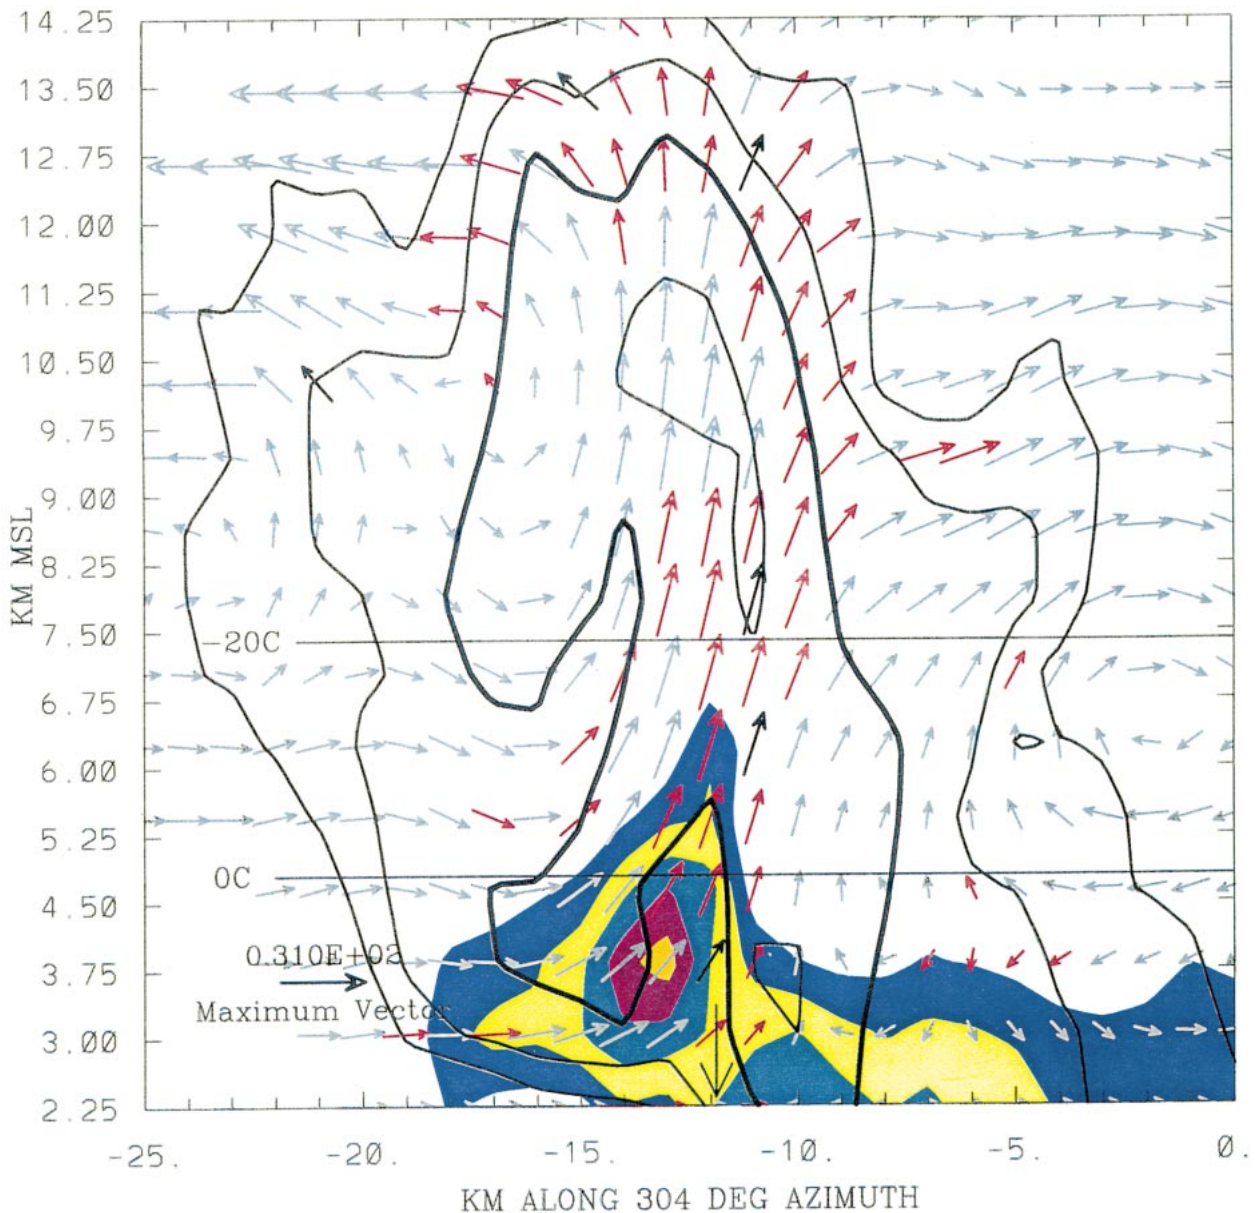 14.25
13.50
12.75
12.00
11.25
10.50
9.75
9.00
8.25
7.50
6.75
6.00
5.25
4.50
3.75
3.00
2.25
KM MSL
-20C
0C
0.310E+02
Maximum Vector
-25. -20. -15. -10. -5. 0.
KM ALONG 304 DEG AZIMUTH